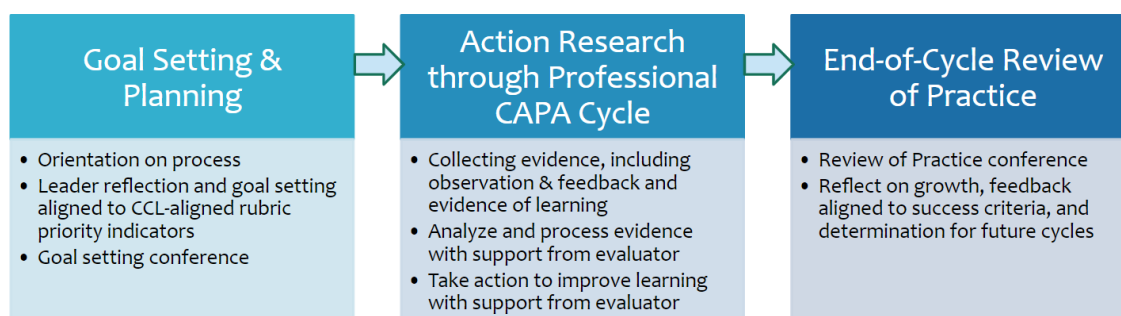 Goal Setting &
Planning
• Orientation on process
• Leader reflection and goal setting
aligned to CCL-aligned rubric
priority indicators
• Goal setting conference
Action Research
through Professional
CAPA Cycle
• Collecting evidence, including
observation & feedback and
evidence of learning
• Analyze and process evidence
with support from evaluator
• Take action to improve learning
with support from evaluator
End-of-Cycle Review
of Practice
• Review of Practice conference
• Reflect on growth, feedback
aligned to success criteria, and
determination for future cycles